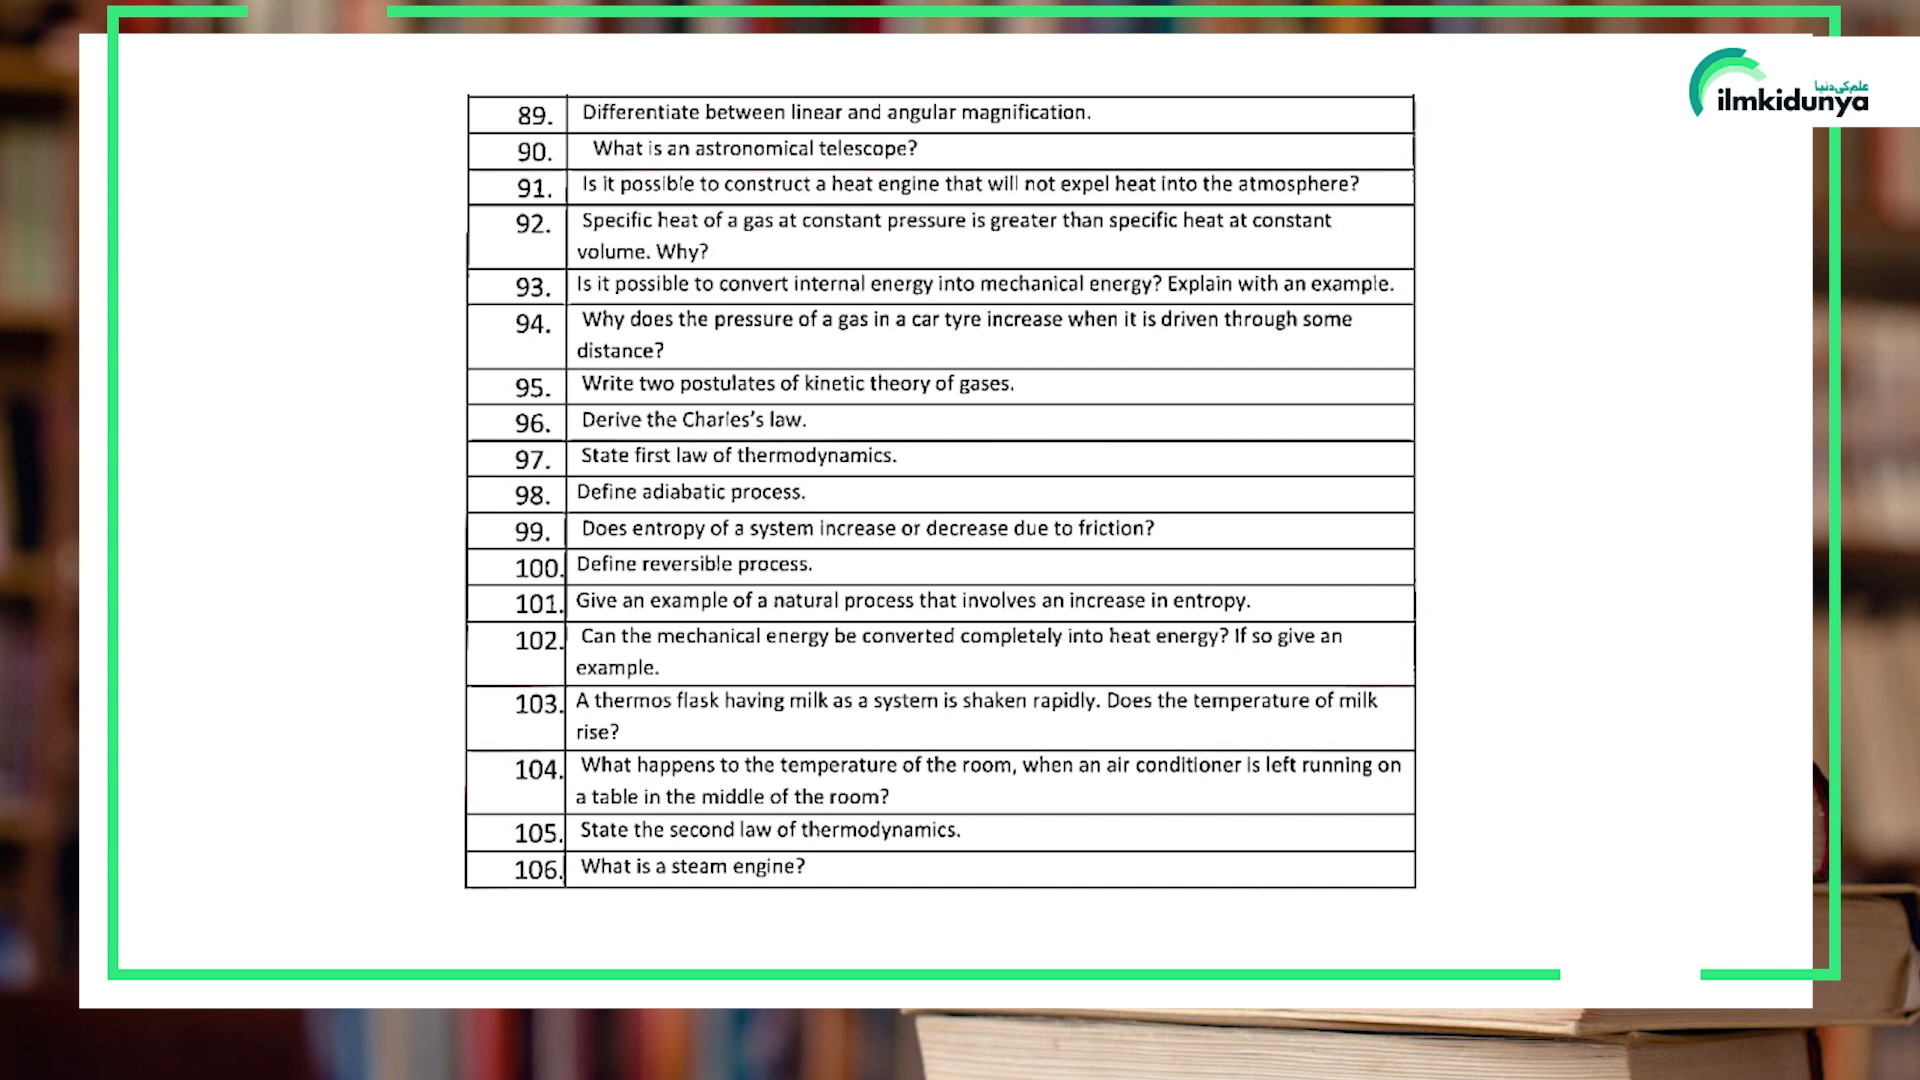 علم کی دنیا
ilmkidunya
89. Differentiate between linear and angular magnification.
90. What is an astronomical telescope?
91. Is it possible to construct a heat engine that will not expel heat into the atmosphere?
92. Specific heat of a gas at constant pressure is greater than specific heat at constant
volume. Why?
93. Is it possible to convert internal energy into mechanical energy? Explain with an example.
94. Why does the pressure of a gas in a car tyre increase when it is driven through some
distance?
95. Write two postulates of kinetic theory of gases.
96. Derive the Charles's law.
97. State first law of thermodynamics.
98. Define adiabatic process.
99. Does entropy of a system increase or decrease due to friction?
100. Define reversible process.
101. Give an example of a natural process that involves an increase in entropy.
102. Can the mechanical energy be converted completely into heat energy? If so give an
example.
103. A thermos flask having milk as a system is shaken rapidly. Does the temperature of milk
rise?
104. What happens to the temperature of the room, when an air conditioner is left running on
a table in the middle of the room?
105. State the second law of thermodynamics.
106. What is a steam engine?